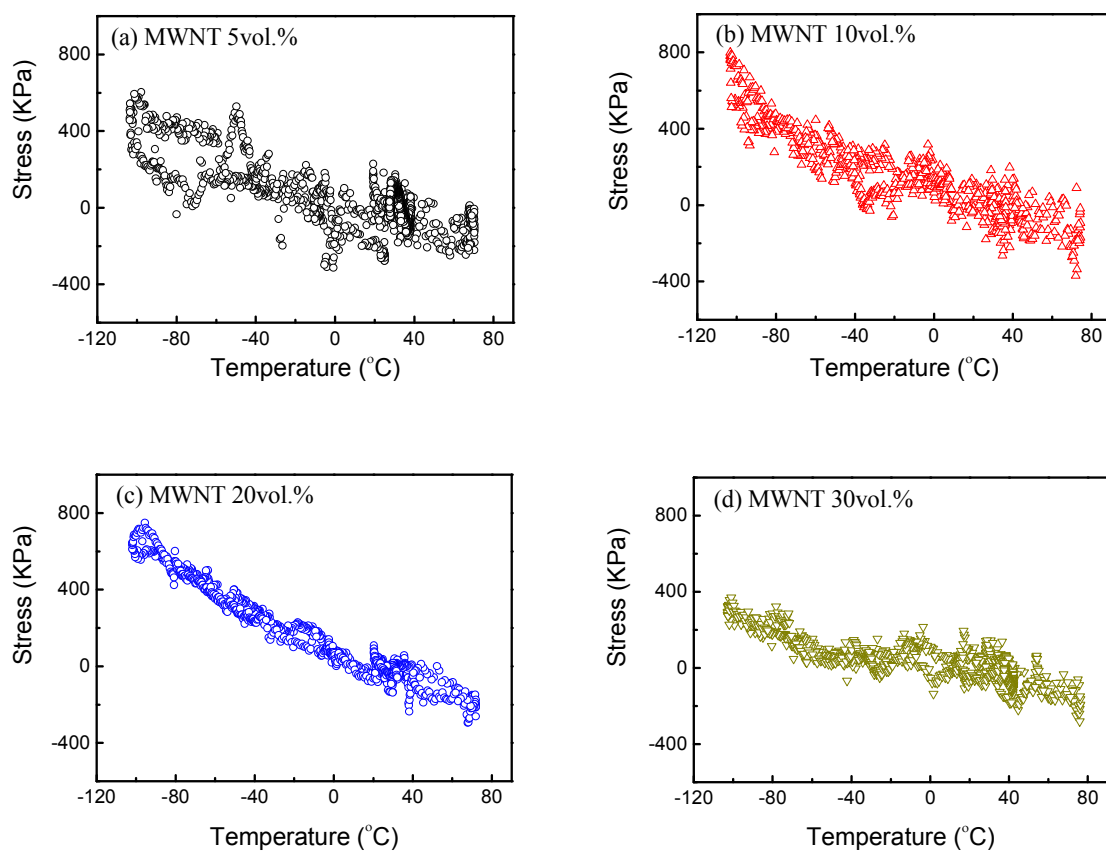 (a) MWNT 5vol.%
Stress (KPa)
800
400
0
-400
-120 -80 -40 0 40 80
Temperature (°C)
(b) MWNT 10vol.%
Stress (KPa)
800
400
0
-400
-120 -80 -40 0 40 80
Temperature (°C)
(c) MWNT 20vol.%
Stress (KPa)
800
400
0
-400
-120 -80 -40 0 40 80
Temperature (°C)
(d) MWNT 30vol.%
Stress (KPa)
800
400
0
-400
-120 -80 -40 0 40 80
Temperature (°C)